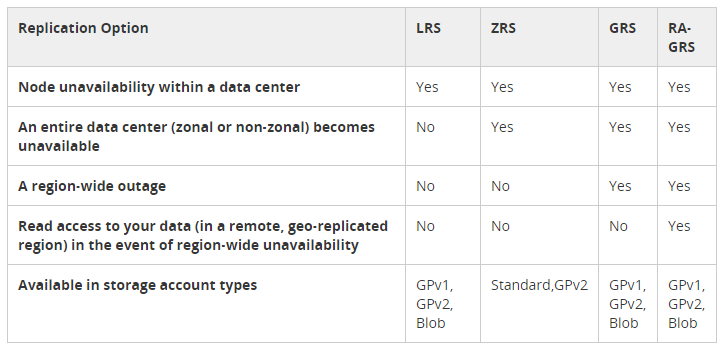 Replication Option LRS ZRS GRS RA-
GRS
Node unavailability within a data center Yes Yes Yes Yes
An entire data center (zonal or non-zonal) becomes No Yes Yes Yes
unavailable
A region-wide outage No No Yes Yes
Read access to your data (in a remote, geo-replicated No No No Yes
region) in the event of region-wide unavailability
Available in storage account types GPv1, Standard,GPv2 GPv1, GPv1,
GPv2, GPv2, GPv2,
Blob Blob Blob